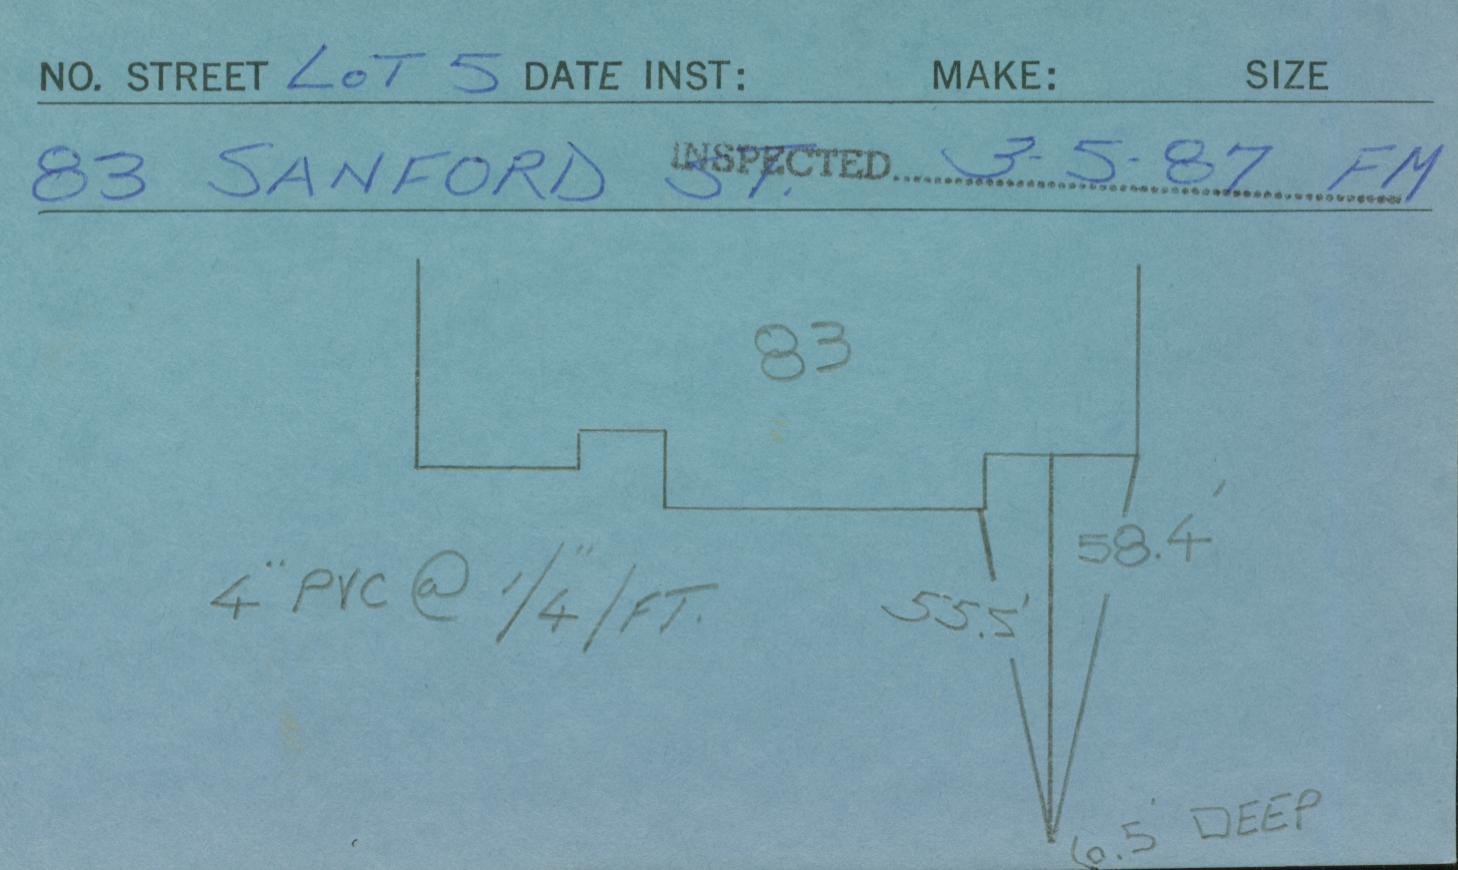 NO. STREET LOT 5 DATE INST: MAKE: SIZE
83 SANFORD ST. INSPECTED 3-5-87 FM
83
58.4'
4" PVC @ 1/4"/FT.
55.5'
6.5' DEEP